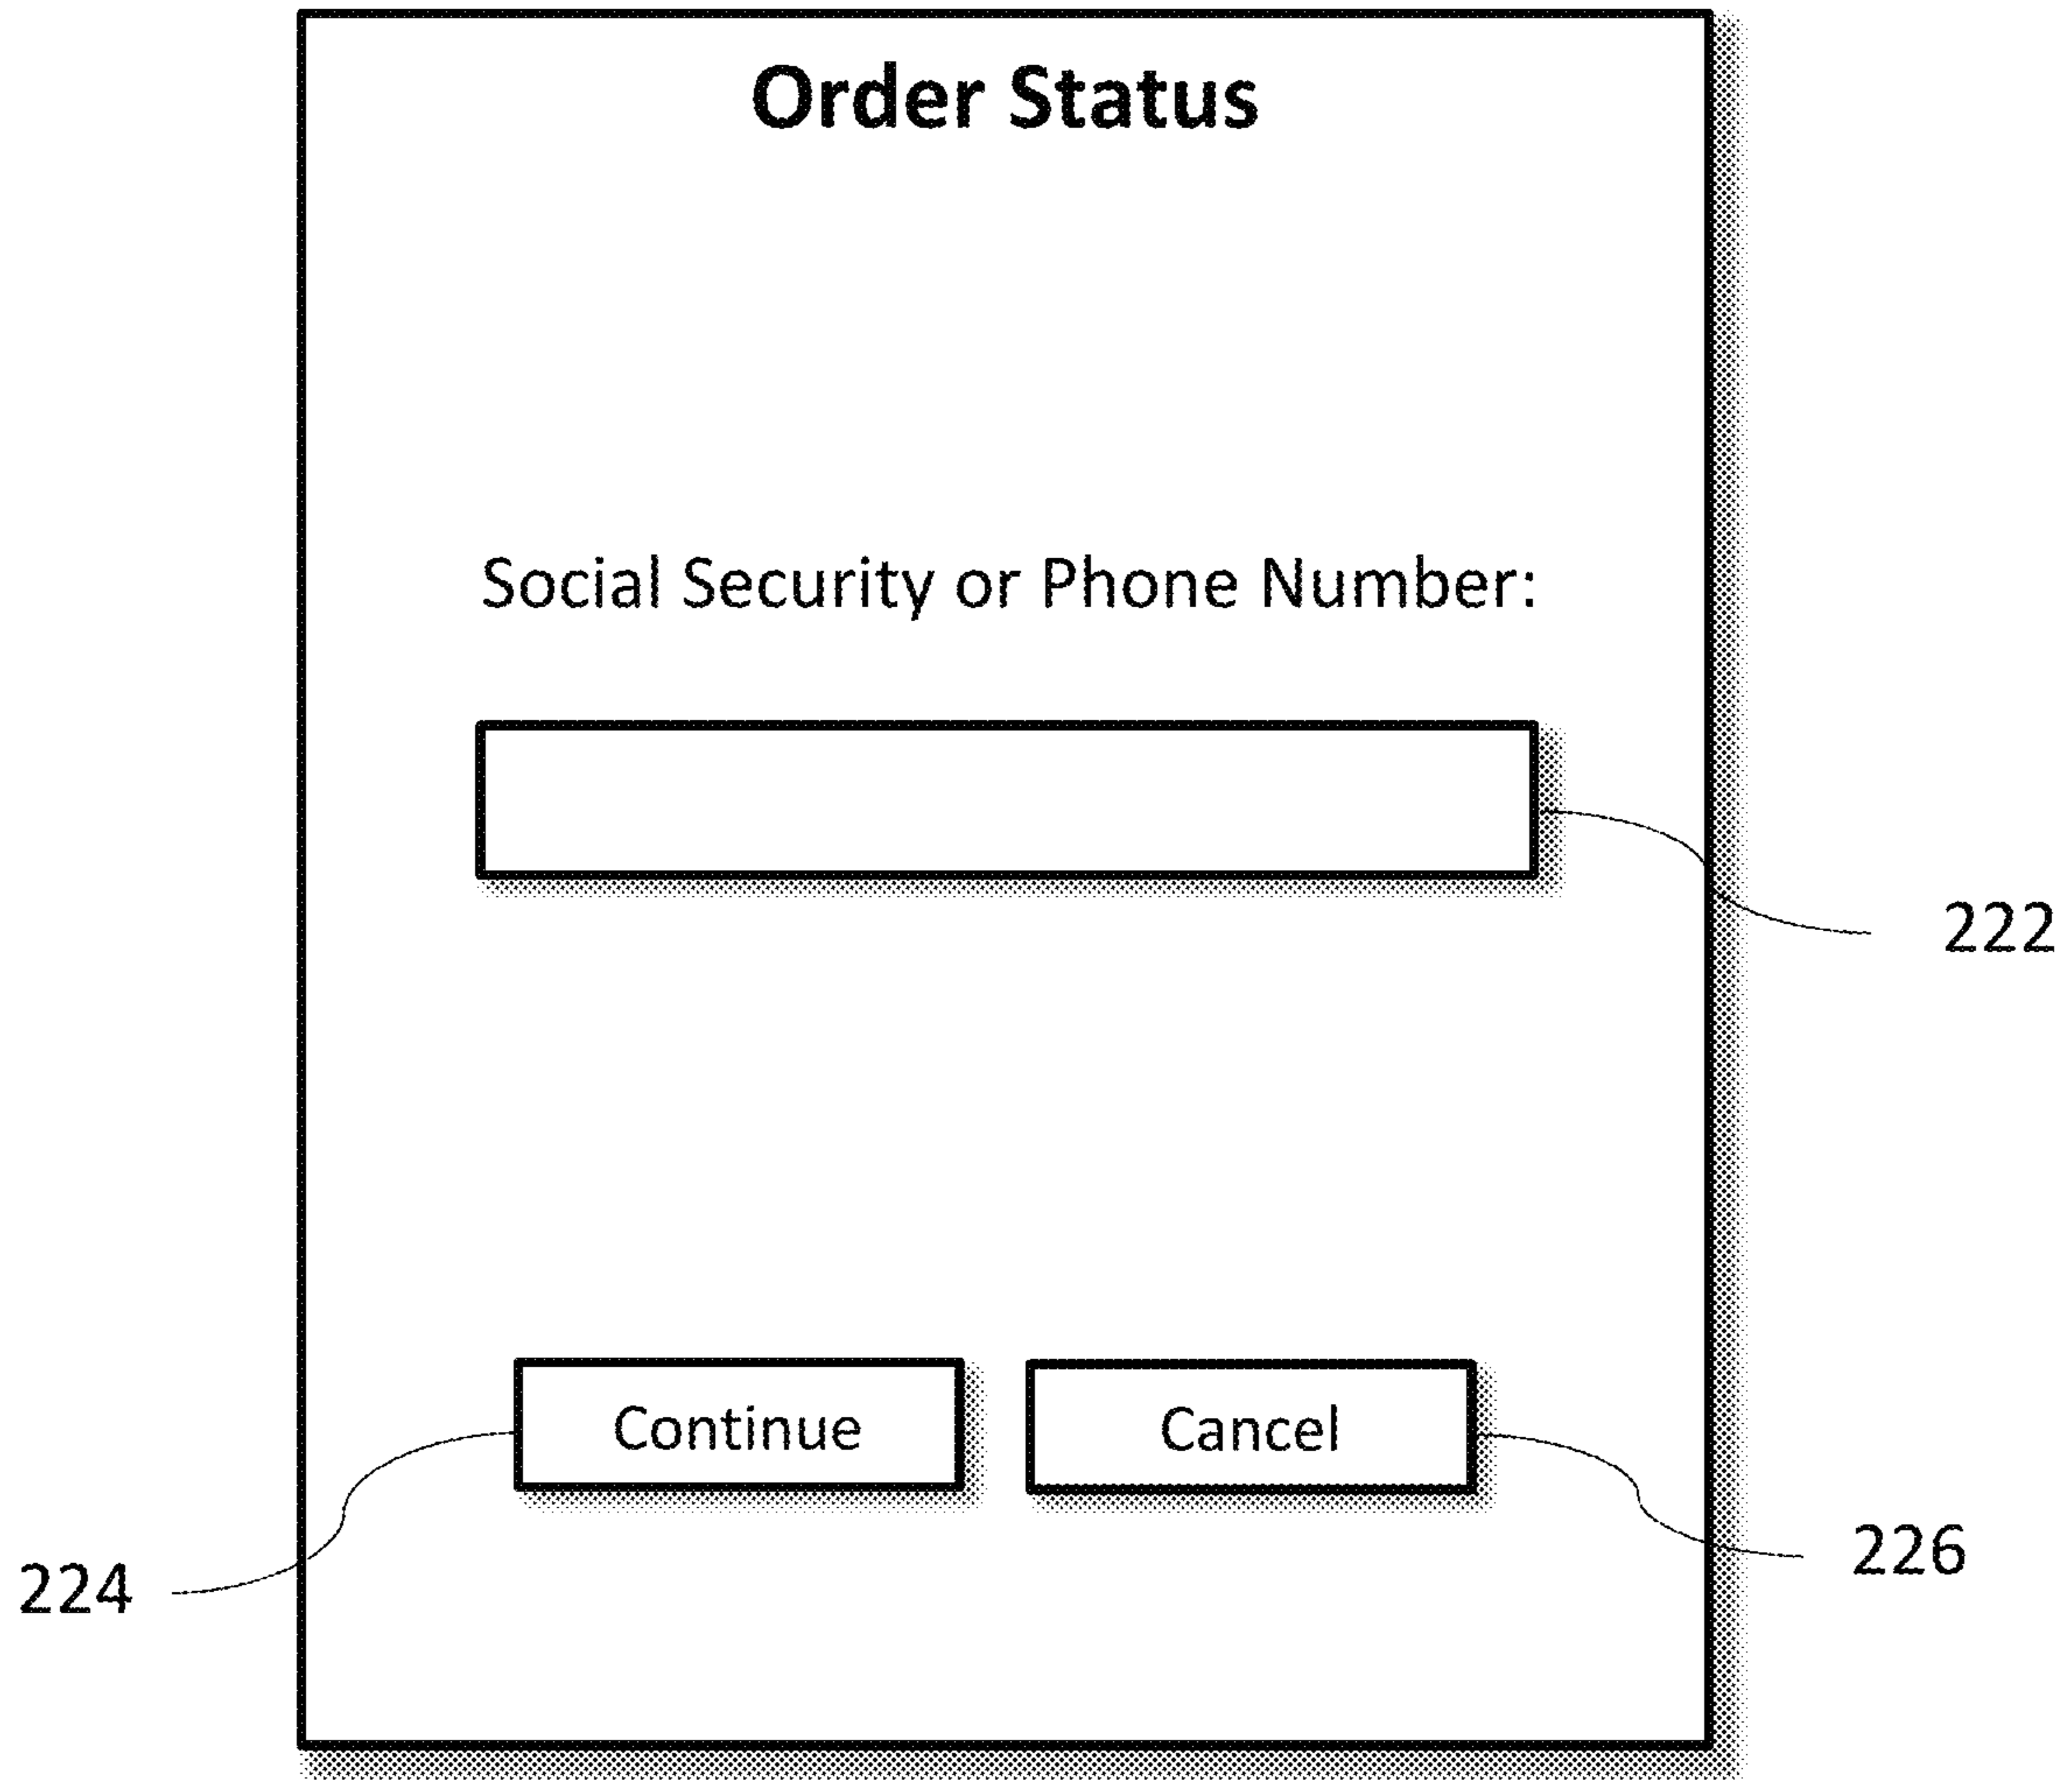 Order Status
Social Security or Phone Number:
222
Continue
Cancel
224
226